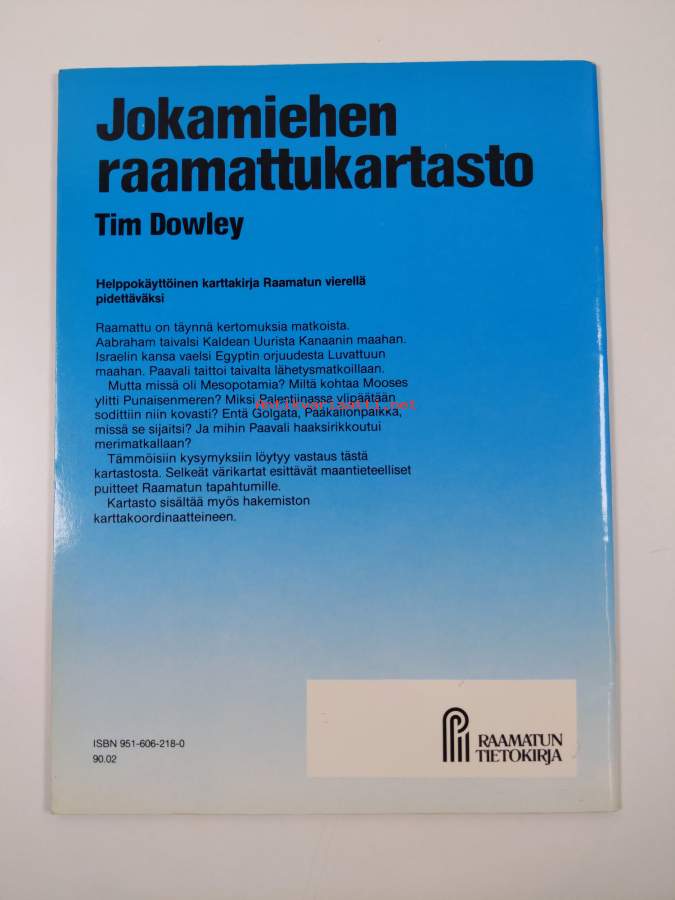 Jokamiehen
raamattukartasto
Tim Dowley
Helppokäyttöinen karttakirja Raamatun vierellä
pidettäväksi
Raamattu on täynnä kertomuksia matkoista.
Aabraham taivalsi Kaldean Uurista Kanaanin maahan.
Israelin kansa vaelsi Egyptin orjuudesta Luvattuun
maahan. Paavali taittoi taivalta lähetysmatkoillaan.
Mutta missä oli Mesopotamia? Miltä kohtaa Mooses
ylitti Punaisenmeren? Miksi Palestiinassa ylipäätään
sodittiin niin kovasti? Entä Golgata, Pääkallonpaikka,
missä se sijaitsi? Ja mihin Paavali haaksirikkoutui
merimatkallaan?
Tämmöisiin kysymyksiin löytyy vastaus tästä
kartastosta. Selkeät värikartat esittävät maantieteelliset
puitteet Raamatun tapahtumille.
Kartasto sisältää myös hakemiston
karttakoordinaatteineen.
Antikvariaatti.net
ISBN 951-606-218-0
90.02
RAAMATUN
TIETOKIRJA